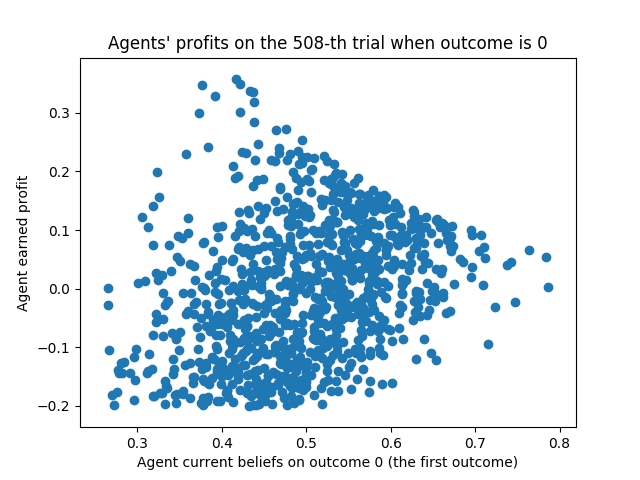 Agents' profits on the 508-th trial when outcome is 0
Agent earned profit
0.3
0.2
0.1
0.0
−0.1
−0.2
0.3 0.4 0.5 0.6 0.7 0.8
Agent current beliefs on outcome 0 (the first outcome)